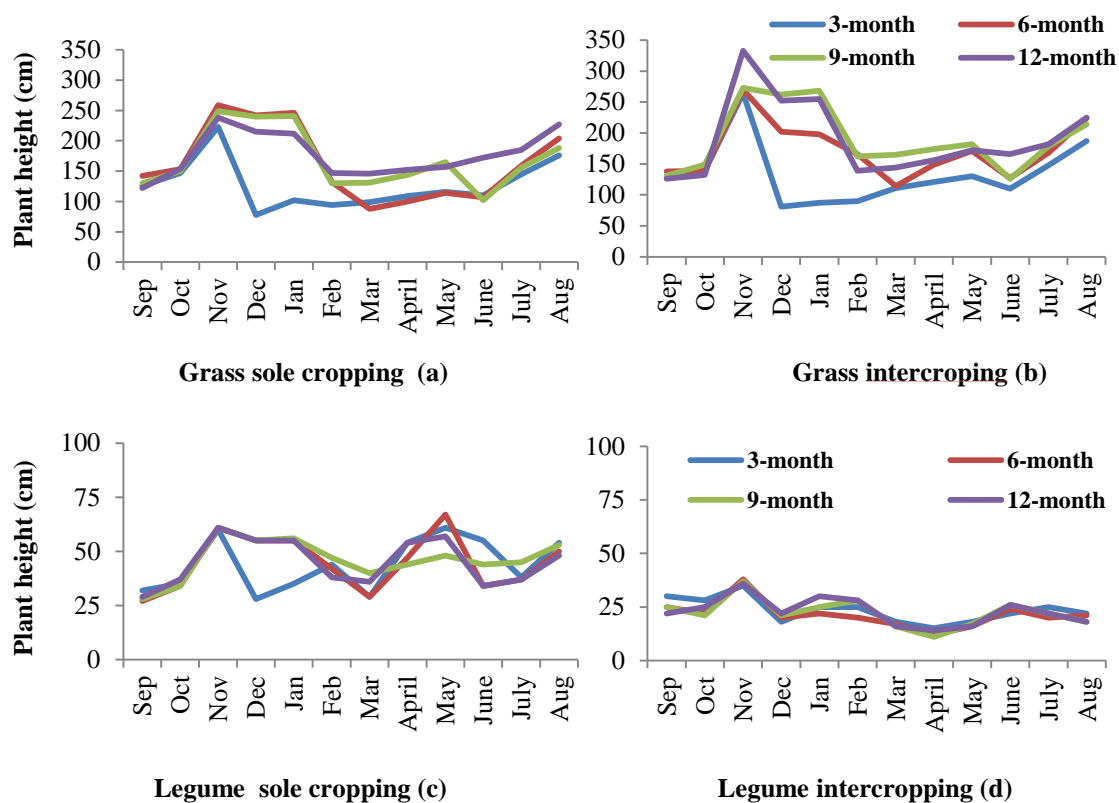 3-month 6-month
9-month 12-month
Plant height (cm)
350
300
250
200
150
100
50
0
Sep Oct Nov Dec Jan Feb Mar April May June July Aug
Grass sole cropping (a)
350
300
250
200
150
100
50
0
Sep Oct Nov Dec Jan Feb Mar April May June July Aug
Grass intercroping (b)
Plant height (cm)
100
75
50
25
0
Sep Oct Nov Dec Jan Feb Mar April May June July Aug
Legume sole cropping (c)
100
75
50
25
0
3-month 6-month
9-month 12-month
Sep Oct Nov Dec Jan Feb Mar April May June July Aug
Legume intercropping (d)